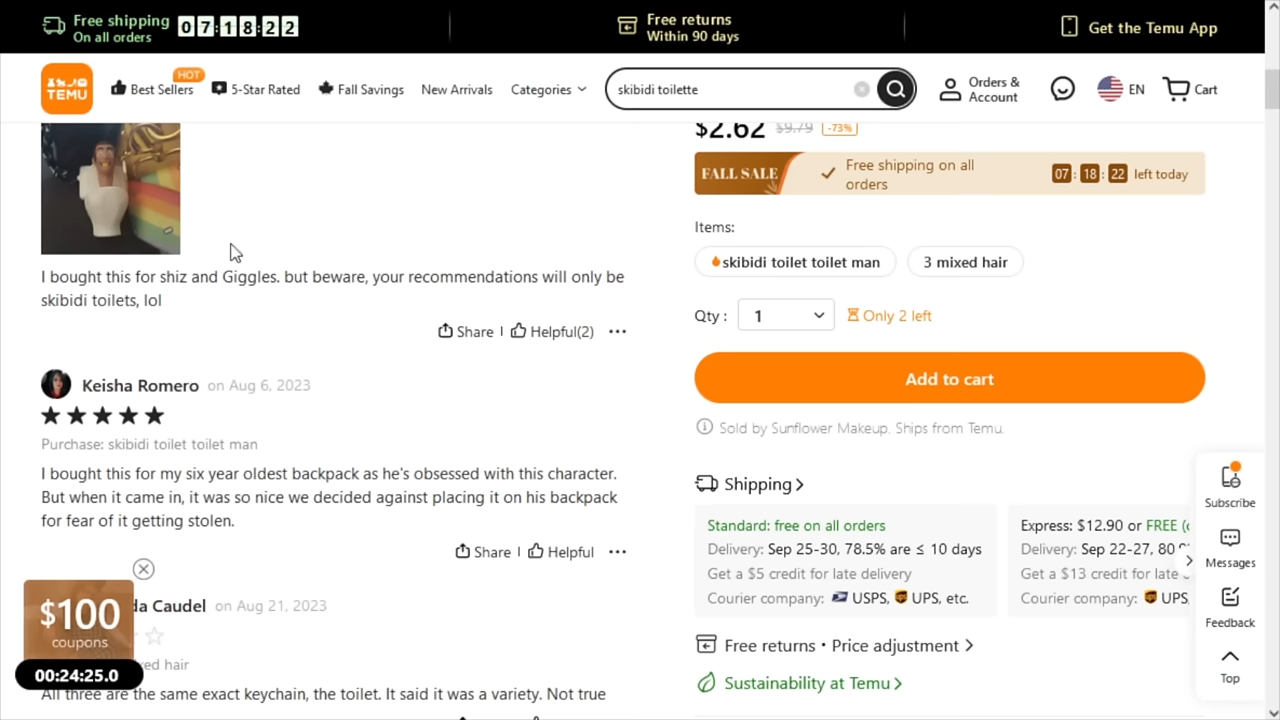 Free shipping
On all orders
07:18:22
Free returns
Within 90 days
Get the Temu App
TEMU
Best Sellers
HOT
5-Star Rated
Fall Savings
New Arrivals
Categories
skibidi toilette
Orders &
Account
EN
Cart
$2.62 $9.79 -73%
FALL SALE
Free shipping on all
orders
07 : 18 : 22 left today
Items:
skibidi toilet toilet man
3 mixed hair
Qty : 1
Only 2 left
Add to cart
Sold by Sunflower Makeup. Ships from Temu.
Shipping
Standard: free on all orders
Delivery: Sep 25-30, 78.5% are ≤ 10 days
Get a $5 credit for late delivery
Courier company: USPS, UPS, etc.
Express: $12.90 or FREE (
Delivery: Sep 22-27, 80
Get a $13 credit for late
Courier company: UPS,
Free returns • Price adjustment
Sustainability at Temu
I bought this for shiz and Giggles. but beware, your recommendations will only be
skibidi toilets, lol
Share | Helpful(2) ...
Keisha Romero on Aug 6, 2023
Purchase: skibidi toilet toilet man
I bought this for my six year oldest backpack as he's obsessed with this character.
But when it came in, it was so nice we decided against placing it on his backpack
for fear of it getting stolen.
Share | Helpful ...
da Caudel on Aug 21, 2023
ed hair
All three are the same exact keychain, the toilet. It said it was a variety. Not true
$100
coupons
00:24:25.0
Subscribe
Messages
Feedback
Top